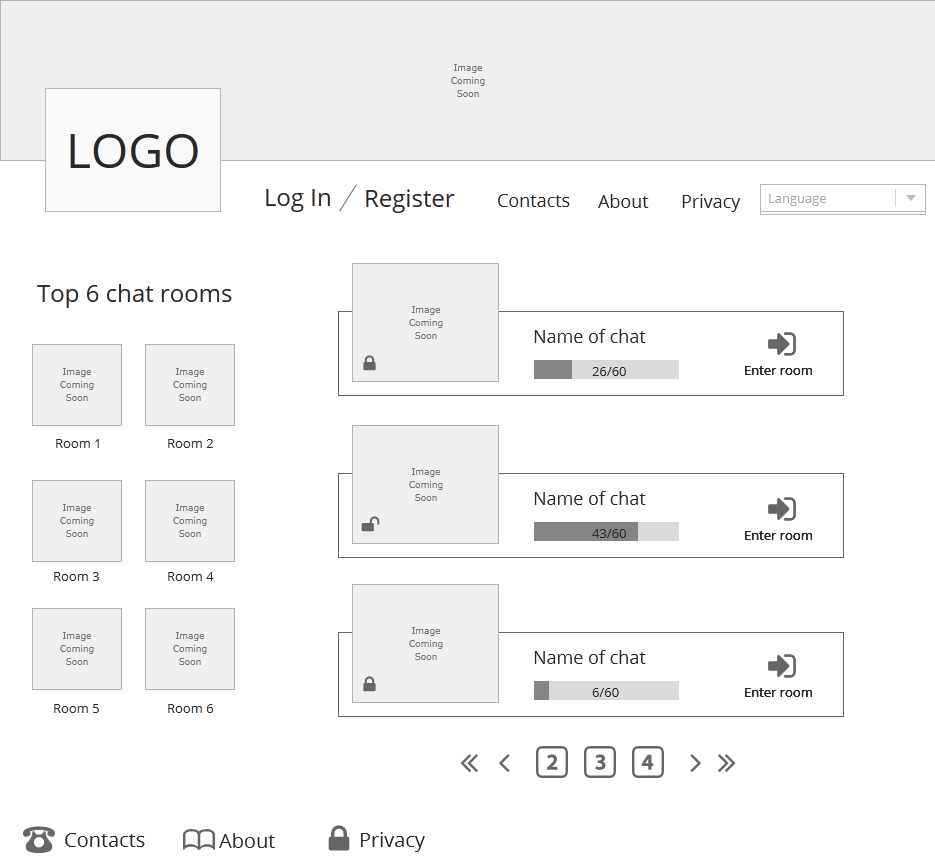 Image
Coming
Soon
LOGO
Log In / Register
Contacts
About
Privacy
Language
Top 6 chat rooms
Image
Coming
Soon
Room 1
Image
Coming
Soon
Room 2
Image
Coming
Soon
Room 3
Image
Coming
Soon
Room 4
Image
Coming
Soon
Room 5
Image
Coming
Soon
Room 6
Image
Coming
Soon
Name of chat
26/60
Enter room
Image
Coming
Soon
Name of chat
43/60
Enter room
Image
Coming
Soon
Name of chat
6/60
Enter room
2 3 4
Contacts
About
Privacy